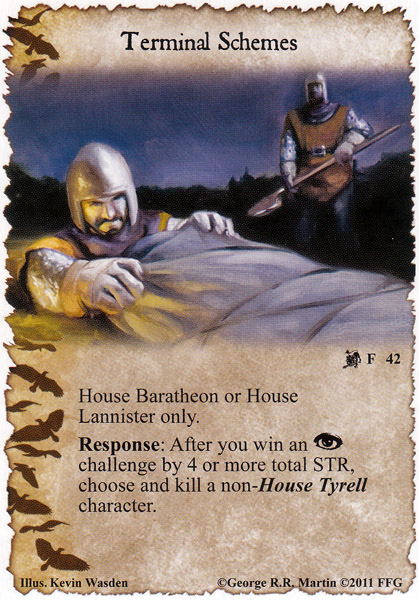 Terminal Schemes
F 42
House Baratheon or House
Lannister only.
Response: After you win an
challenge by 4 or more total STR,
choose and kill a non-House Tyrell
character.
Illus. Kevin Wasden ©George R.R. Martin ©2011 FFG